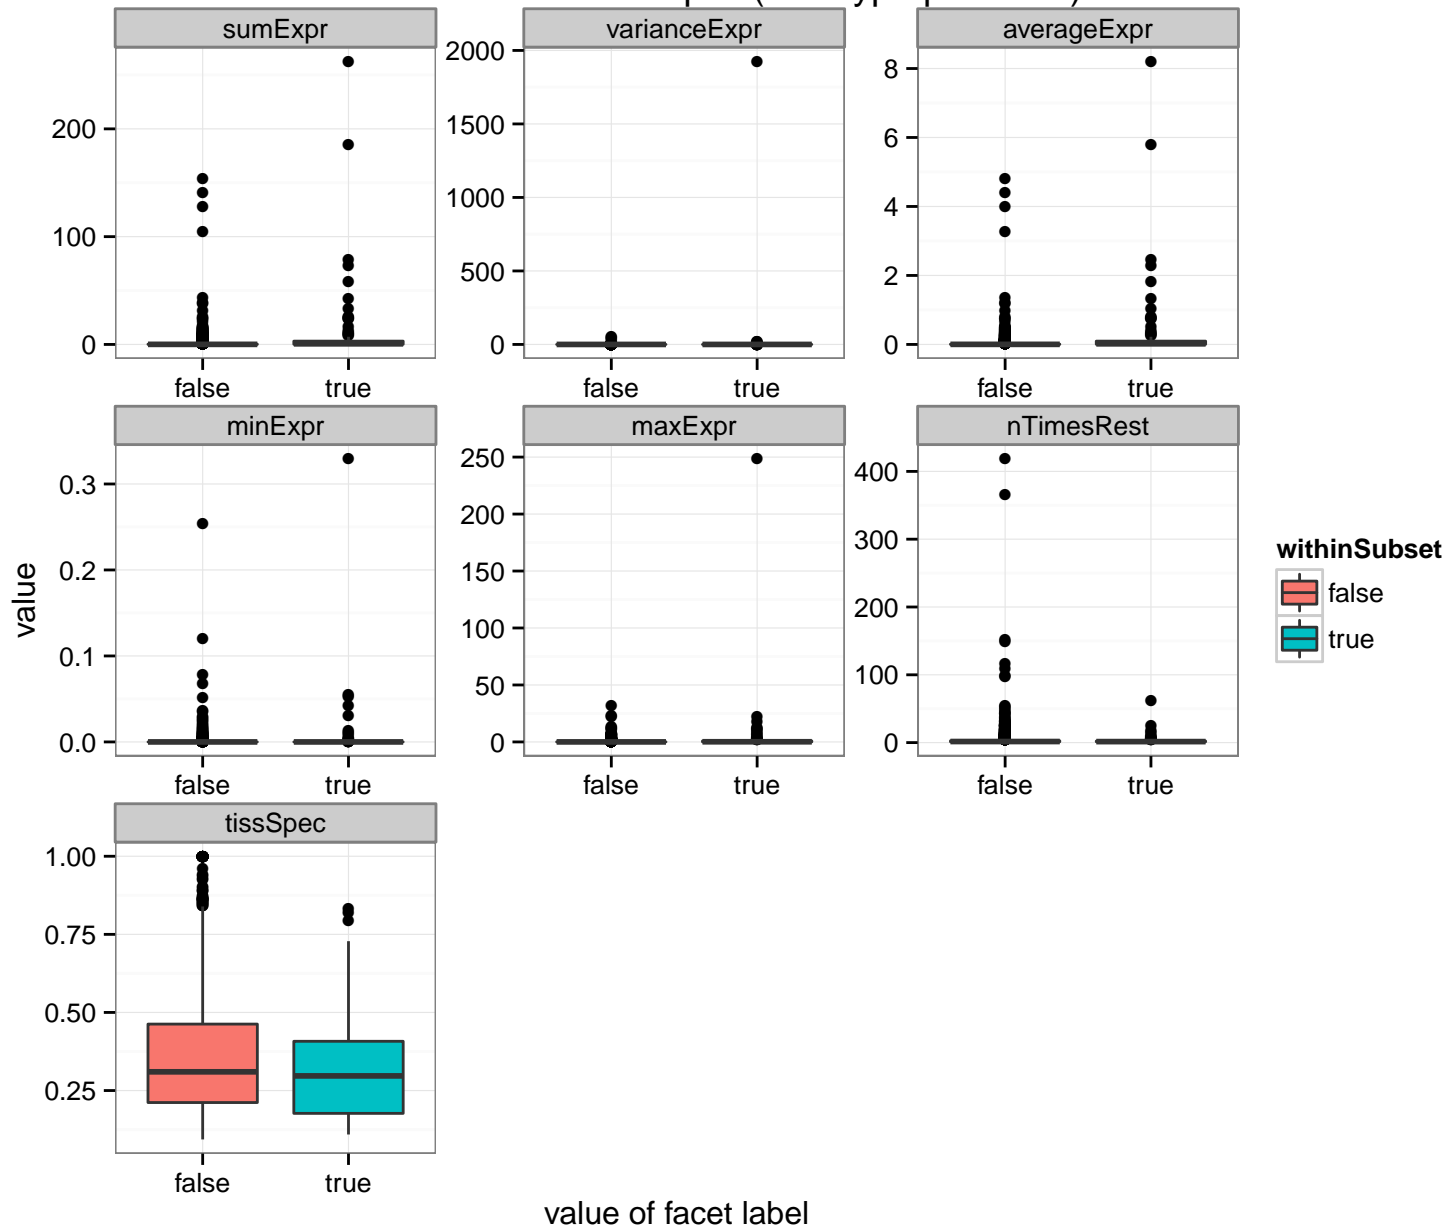 sumExpr varianceExpr averageExpr
200
100
0
2000
1500
1000
500
0
8
6
4
2
0
false true false true false true
minExpr maxExpr nTimesRest
value
0.3
0.2
0.1
0.0
250
200
150
100
50
0
400
300
200
100
0
false true false true false true
tissSpec
1.00
0.75
0.50
0.25
false true
value of facet label
withinSubset
false
true